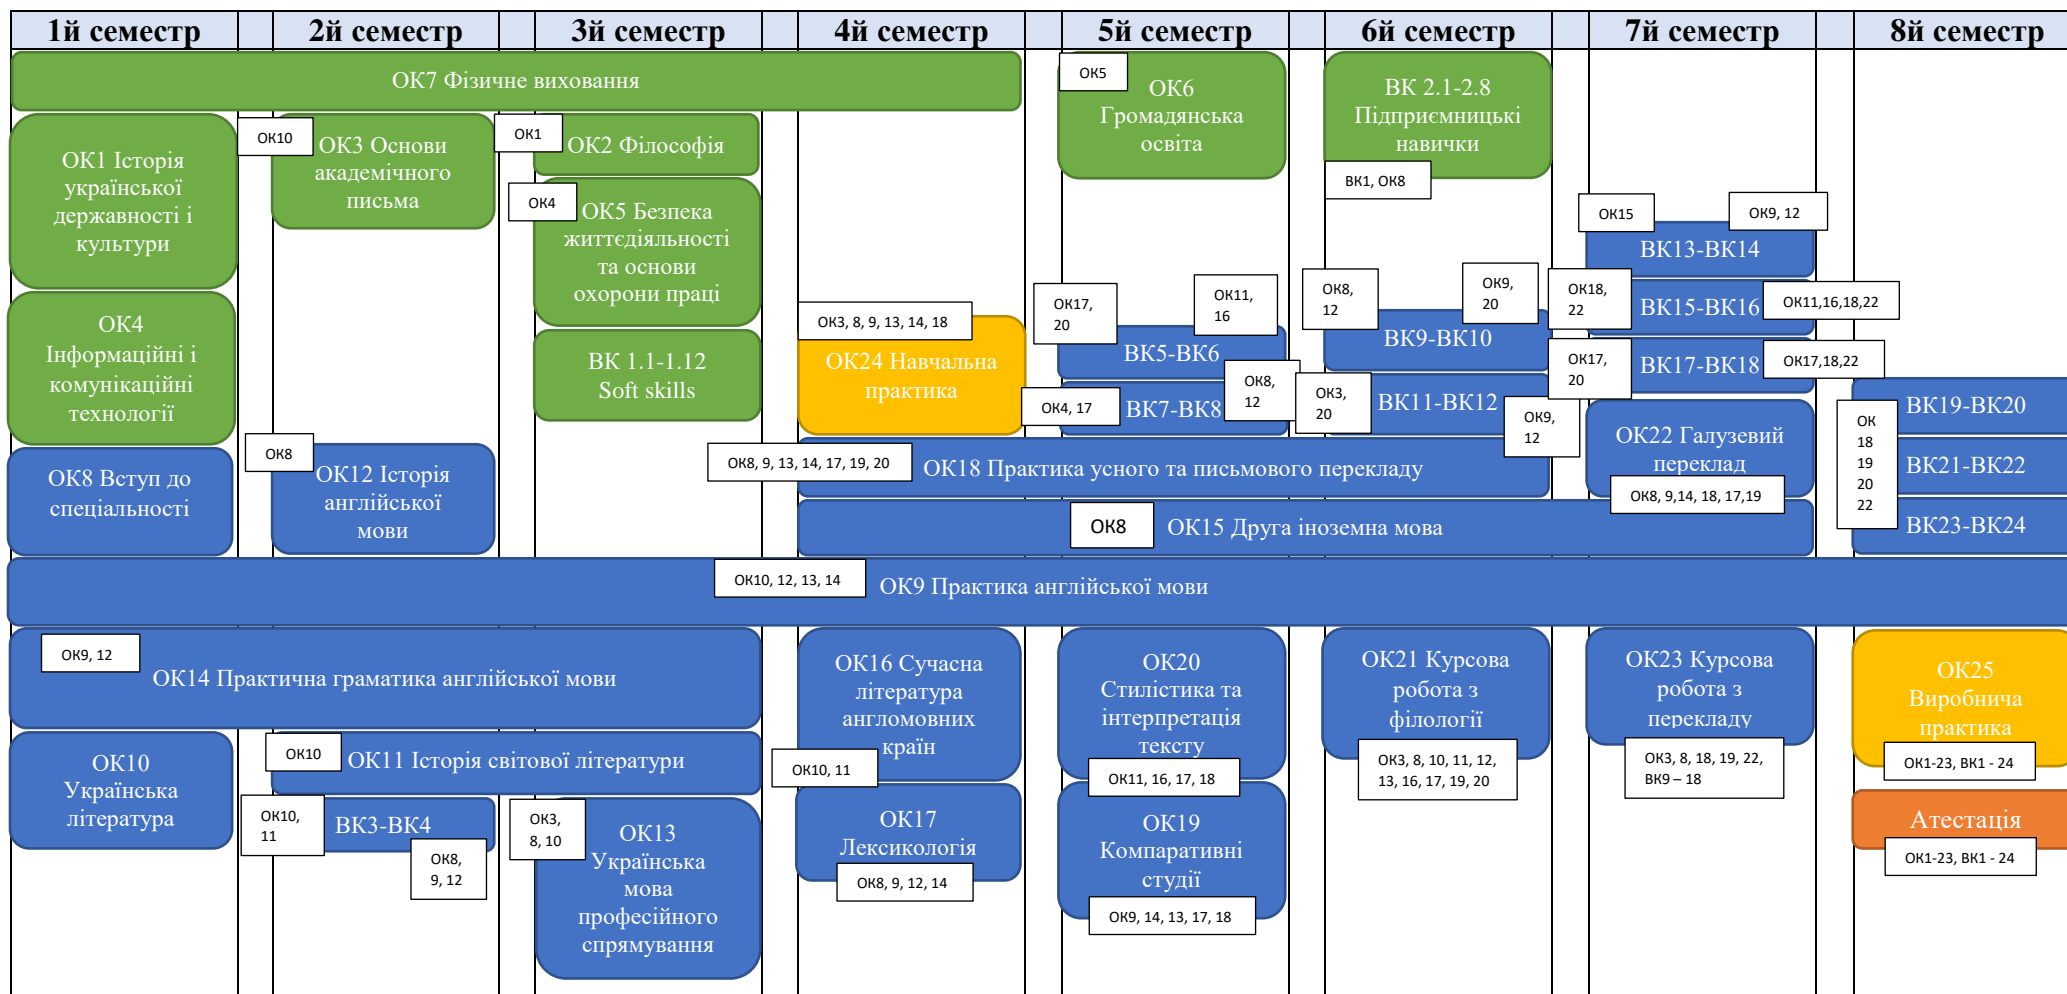 1й семестр
2й семестр
3й семестр
4й семестр
5й семестр
6й семестр
7й семестр
8й семестр
ОК7 Фізичне виховання
ОК5
ОК6
Громадянська
освіта
ВК 2.1-2.8
Підприємницькі
навички
ВК1, ОК8
ОК1 Історія
української
державності і
культури
ОК10
ОК3 Основи
академічного
письма
ОК1
ОК2 Філософія
ОК4
ОК5 Безпека
життєдіяльності
та основи
охорони праці
ОК15
ОК9, 12
ВК13-ВК14
ОК4
Інформаційні і
комунікаційні
технології
ВК 1.1-1.12
Soft skills
ОК3, 8, 9, 13, 14, 18
ОК24 Навчальна
практика
ОК17,
20
ОК11,
16
ВК5-ВК6
ОК4, 17
ВК7-ВК8
ОК8,
12
ОК8,
12
ОК9,
20
ВК9-ВК10
ОК3,
20
ВК11-ВК12
ОК9,
12
ОК18,
22
ВК15-ВК16
ОК11,16,18,22
ОК17,
20
ВК17-ВК18
ОК17,18,22
ОК22 Галузевий
переклад
ОК8, 9,14, 18, 17,19
ВК19-ВК20
ОК
18
19
20
22
ВК21-ВК22
ВК23-ВК24
ОК8 Вступ до
спеціальності
ОК8
ОК12 Історія
англійської
мови
ОК8, 9, 13, 14, 17, 19, 20
ОК18 Практика усного та письмового перекладу
ОК8
ОК15 Друга іноземна мова
ОК10, 12, 13, 14
ОК9 Практика англійської мови
ОК9, 12
ОК14 Практична граматика англійської мови
ОК16 Сучасна
література
англомовних
країн
ОК10, 11
ОК20
Стилістика та
інтерпретація
тексту
ОК11, 16, 17, 18
ОК21 Курсова
робота з
філології
ОК3, 8, 10, 11, 12,
13, 16, 17, 19, 20
ОК23 Курсова
робота з
перекладу
ОК3, 8, 18, 19, 22,
ВК9 – 18
ОК25
Виробнича
практика
ОК1-23, ВК1 - 24
ОК10
Українська
література
ОК10
ОК11 Історія світової літератури
ОК10,
11
ВК3-ВК4
ОК8,
9, 12
ОК3,
8, 10
ОК13
Українська
мова
професійного
спрямування
ОК17
Лексикологія
ОК8, 9, 12, 14
ОК19
Компаративні
студії
ОК9, 14, 13, 17, 18
Атестація
ОК1-23, ВК1 - 24